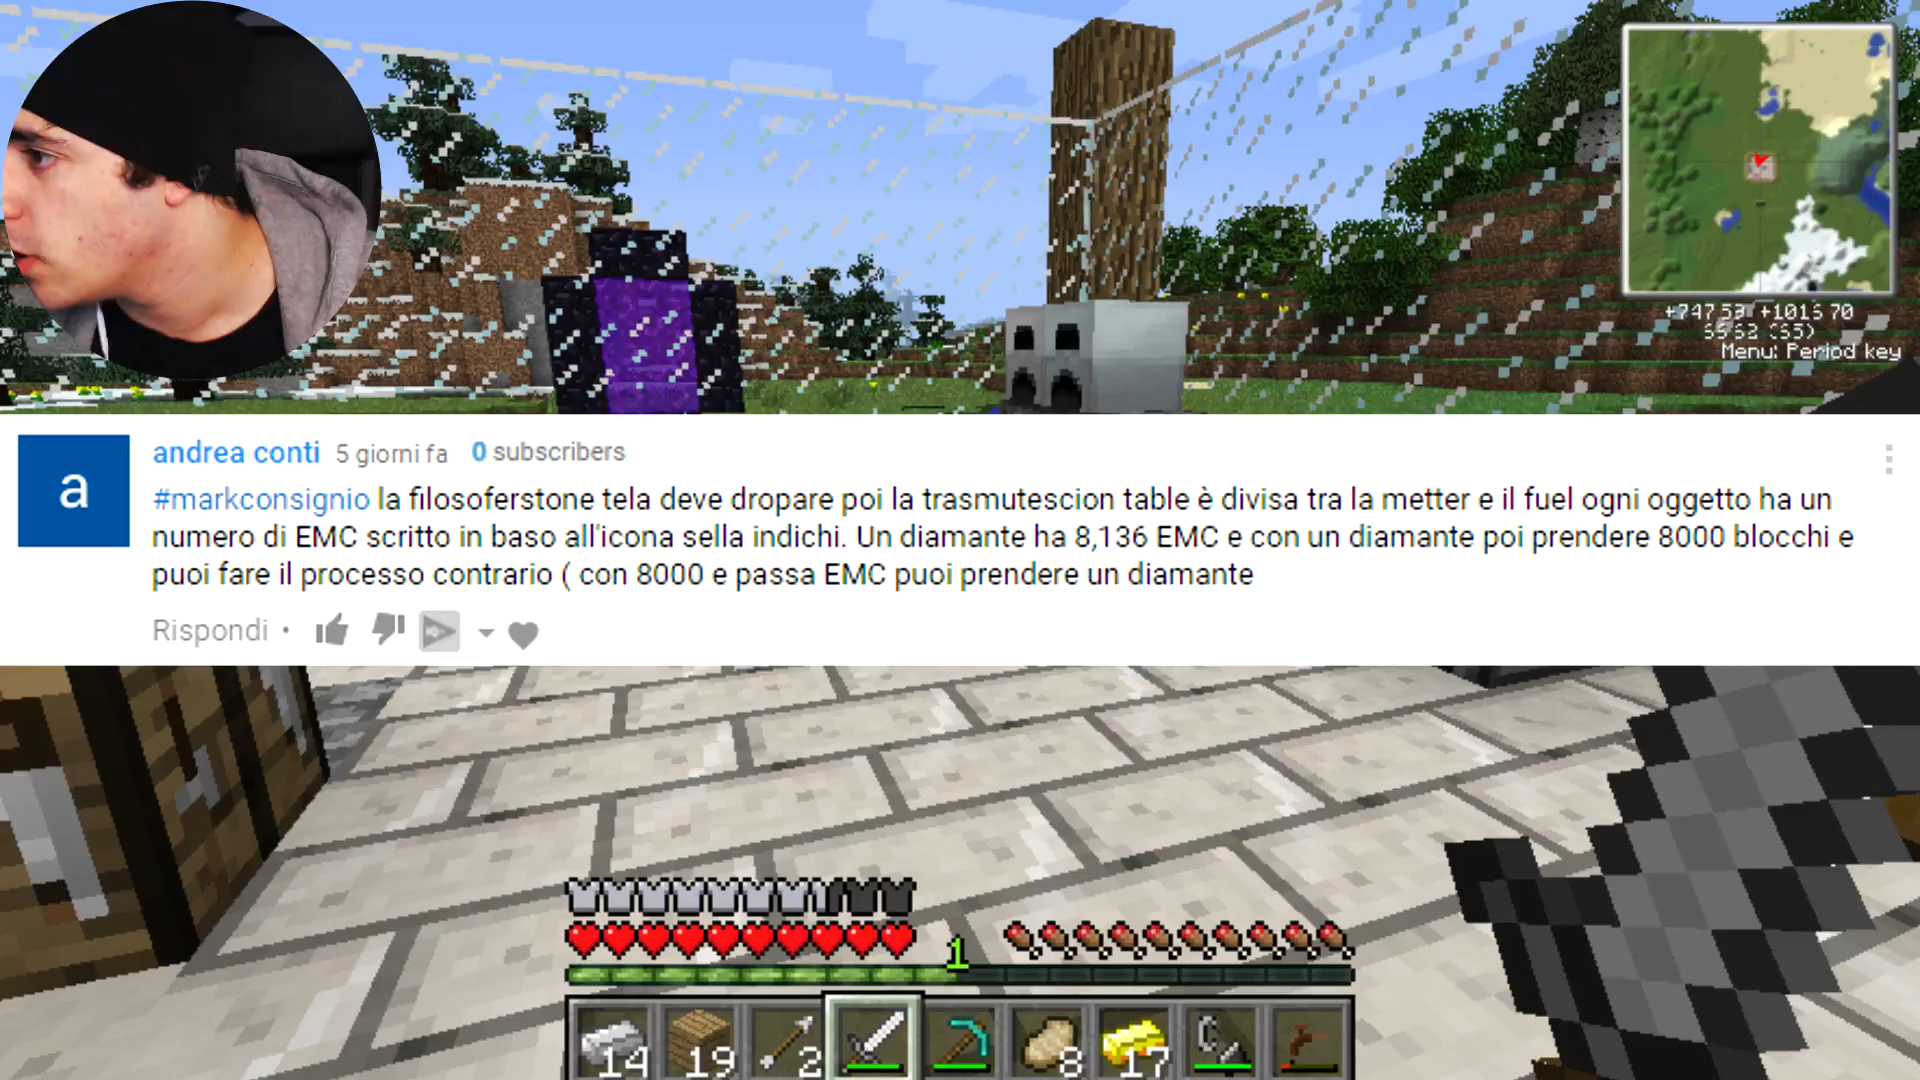 +747 53 +1015 70
Menu: Period key
a
andrea conti 5 giorni fa 0 subscribers
#markconsignio la filosoferstone tela deve dropare poi la trasmutescion table è divisa tra la metter e il fuel ogni oggetto ha un
numero di EMC scritto in baso all'icona sella indichi. Un diamante ha 8,136 EMC e con un diamante poi prendere 8000 blocchi e
puoi fare il processo contrario ( con 8000 e passa EMC puoi prendere un diamante
Rispondi •
1
14 19 2 8 17